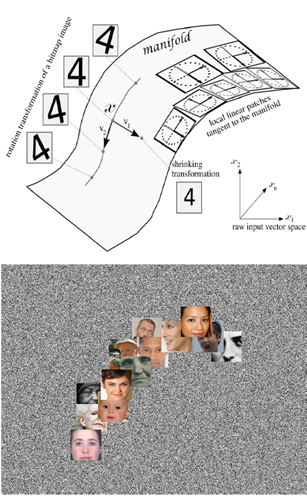 rotation transformation of a bitmap image
4
4
4
4
manifold
x
v₂
v₁
local linear patches
tangent to the manifold
shrinking
transformation
4
x₂
xₙ
x₁
raw input vector space